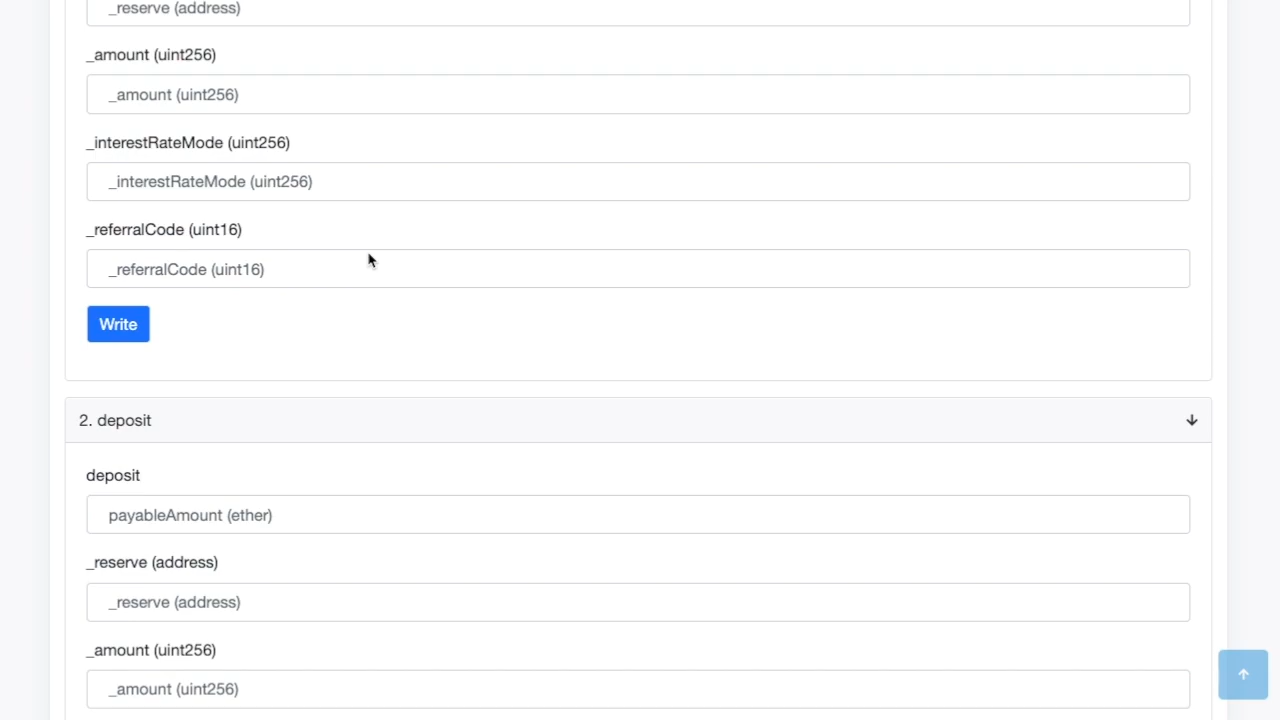 _reserve (address)
_amount (uint256)
_amount (uint256)
_interestRateMode (uint256)
_interestRateMode (uint256)
_referralCode (uint16)
_referralCode (uint16)
Write
2. deposit
deposit
payableAmount (ether)
_reserve (address)
_reserve (address)
_amount (uint256)
_amount (uint256)